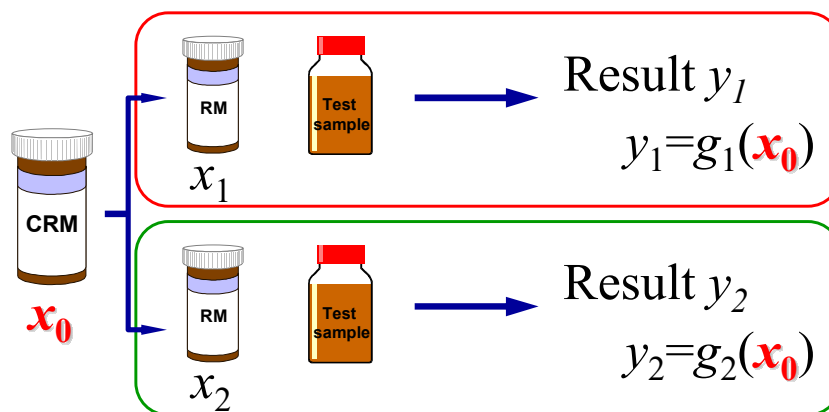 CRM
x₀
RM
x₁
Test
sample
Result y₁
y₁=g₁(x₀)
RM
x₂
Test
sample
Result y₂
y₂=g₂(x₀)